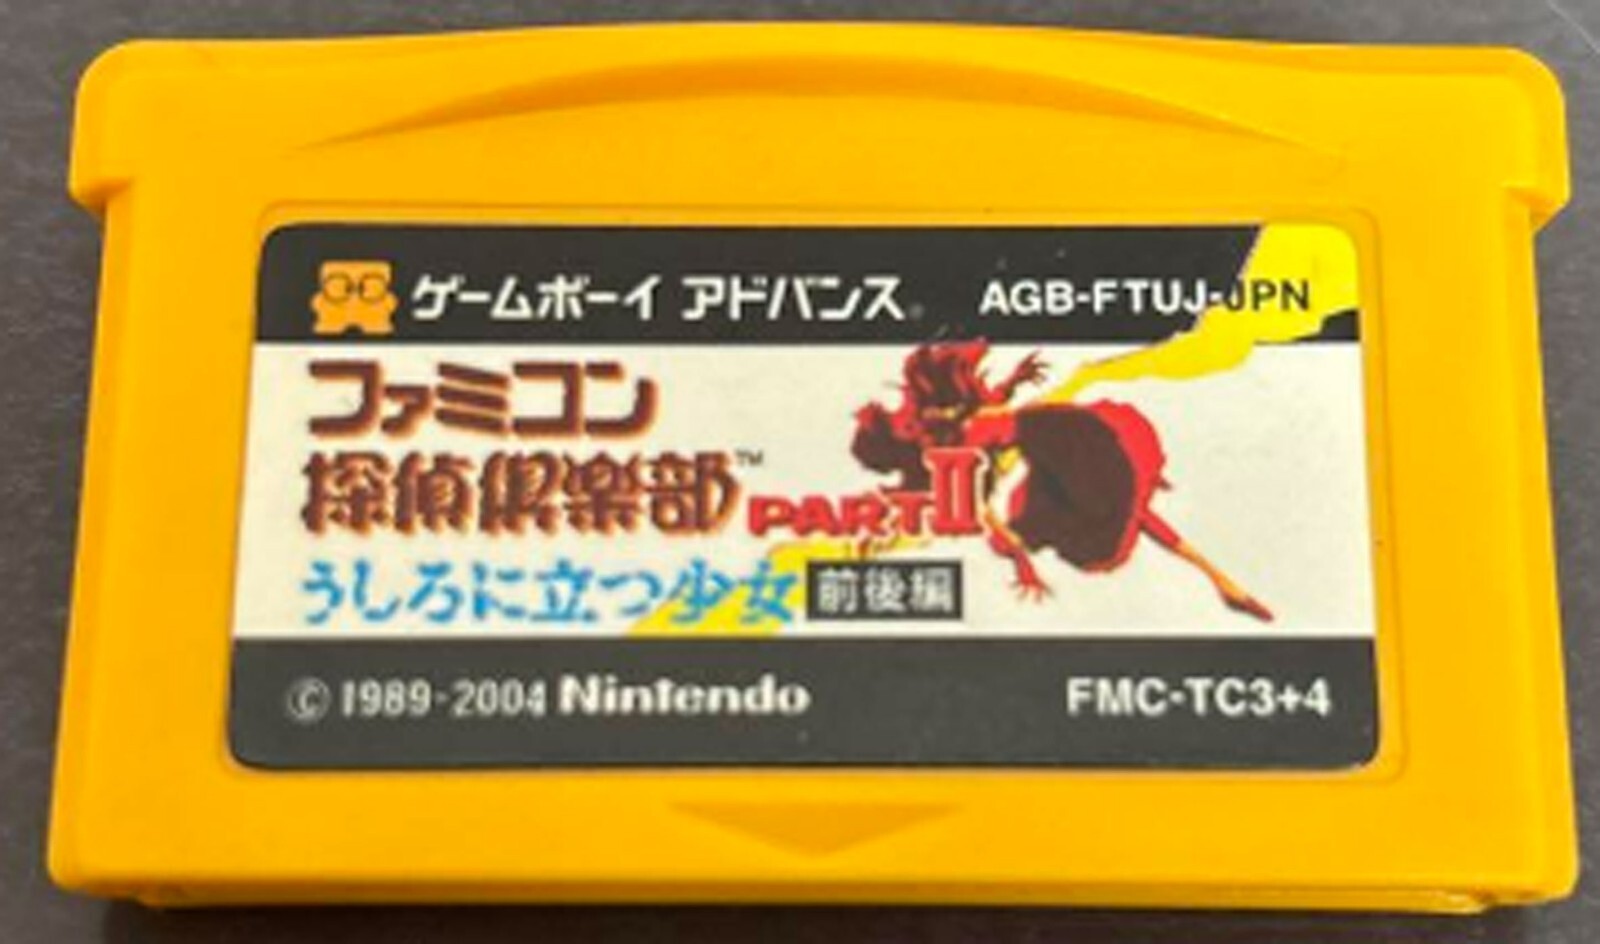 ゲームボーイ アドバンス AGB-FTUJ-JPN
ファミコン
探偵倶楽部™ PART II
うしろに立つ少女 前後編
© 1989-2004 Nintendo FMC-TC3+4